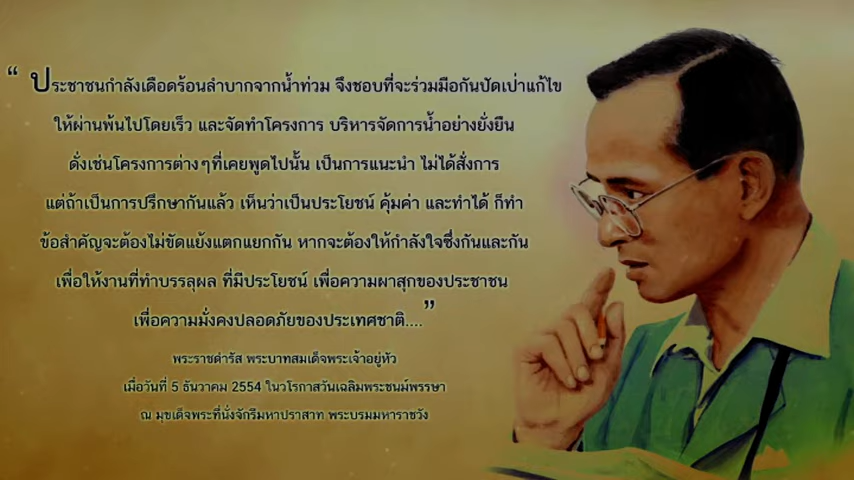 “ ประชาชนกำลังเดือดร้อนลำบากจากน้ำท่วม จึงชอบที่จะร่วมมือกันปัดเป่าแก้ไข
ให้ผ่านพ้นไปโดยเร็ว และจัดทำโครงการ บริหารจัดการน้ำอย่างยั่งยืน
ดั่งเช่นโครงการต่างๆที่เคยพูดไปนั้น เป็นการแนะนำ ไม่ได้สั่งการ
แต่ถ้าเป็นการปรึกษากันแล้ว เห็นว่าเป็นประโยชน์ คุ้มค่า และทำได้ ก็ทำ
ข้อสำคัญจะต้องไม่ขัดแย้งแตกแยกกัน หากจะต้องให้กำลังใจซึ่งกันและกัน
เพื่อให้งานที่ทำบรรลุผล ที่มีประโยชน์ เพื่อความผาสุกของประชาชน
เพื่อความมั่งคงปลอดภัยของประเทศชาติ....”
พระราชดำรัส พระบาทสมเด็จพระเจ้าอยู่หัว
เมื่อวันที่ 5 ธันวาคม 2554 ในวโรกาสวันเฉลิมพระชนม์พรรษา
ณ มุขเด็จพระที่นั่งจักรีมหาปราสาท พระบรมมหาราชวัง